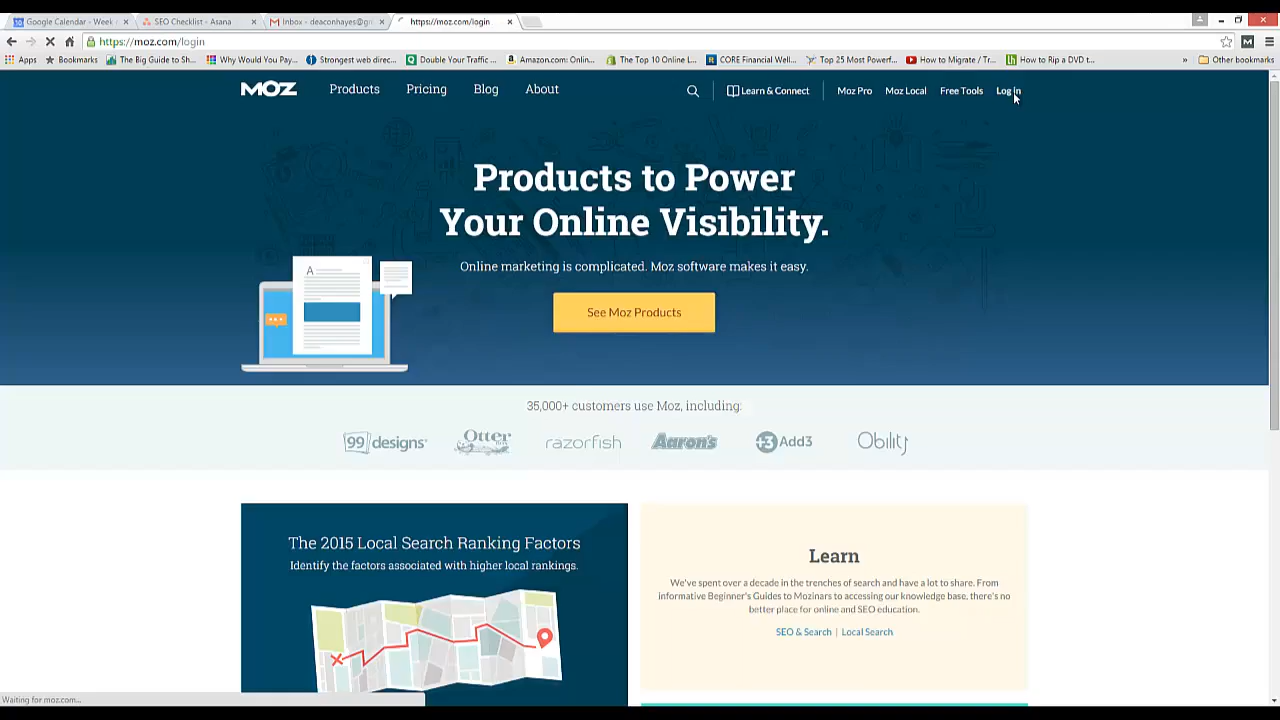 Google Calendar - Week
SEO Checklist - Asana
Inbox - deaconhayes@g
https://moz.com/login
https://moz.com/login
Apps
Bookmarks
The Big Guide to Sh...
Why Would You Pay...
Strongest web direc...
Double Your Traffic ...
Amazon.com: Onlin...
The Top 10 Online L...
CORE Financial Well...
Top 25 Most Powerf...
How to Migrate / Tr...
How to Rip a DVD t...
»
Other bookmarks
MOZ
Products
Pricing
Blog
About
Learn & Connect
Moz Pro
Moz Local
Free Tools
Log in
Products to Power
Your Online Visibility.
Online marketing is complicated. Moz software makes it easy.
A
See Moz Products
35,000+ customers use Moz, including:
99designs
Otter
razorfish
Aaron's
+3 Add3
Obility
The 2015 Local Search Ranking Factors
Identify the factors associated with higher local rankings.
Learn
We've spent over a decade in the trenches of search and have a lot to share. From
informative Beginner's Guides to Mozinars to accessing our knowledge base, there's no
better place for online and SEO education.
SEO & Search | Local Search
Waiting for moz.com...